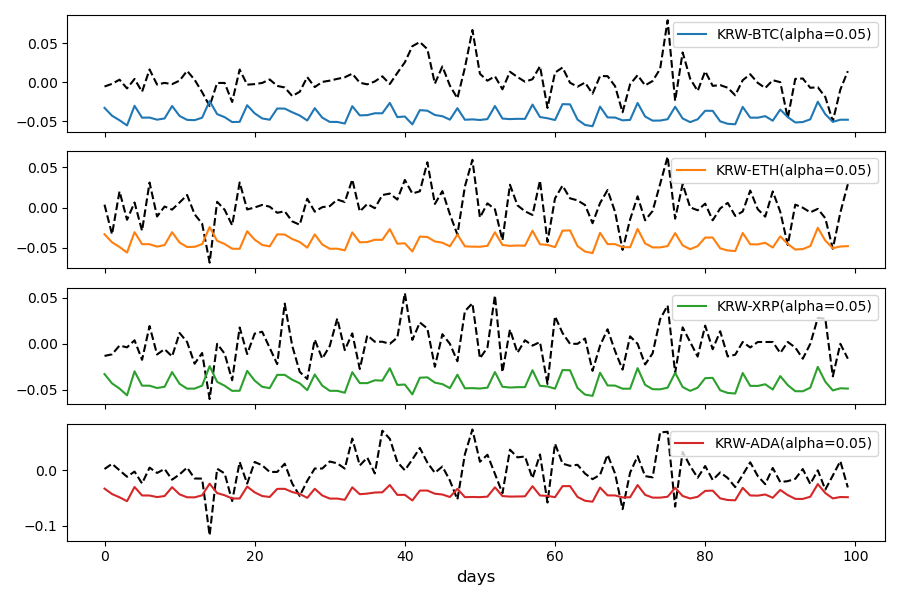 KRW-BTC(alpha=0.05)
0.05
0.00
−0.05
KRW-ETH(alpha=0.05)
0.05
0.00
−0.05
KRW-XRP(alpha=0.05)
0.05
0.00
−0.05
KRW-ADA(alpha=0.05)
0.0
−0.1
0 20 40 60 80 100
days